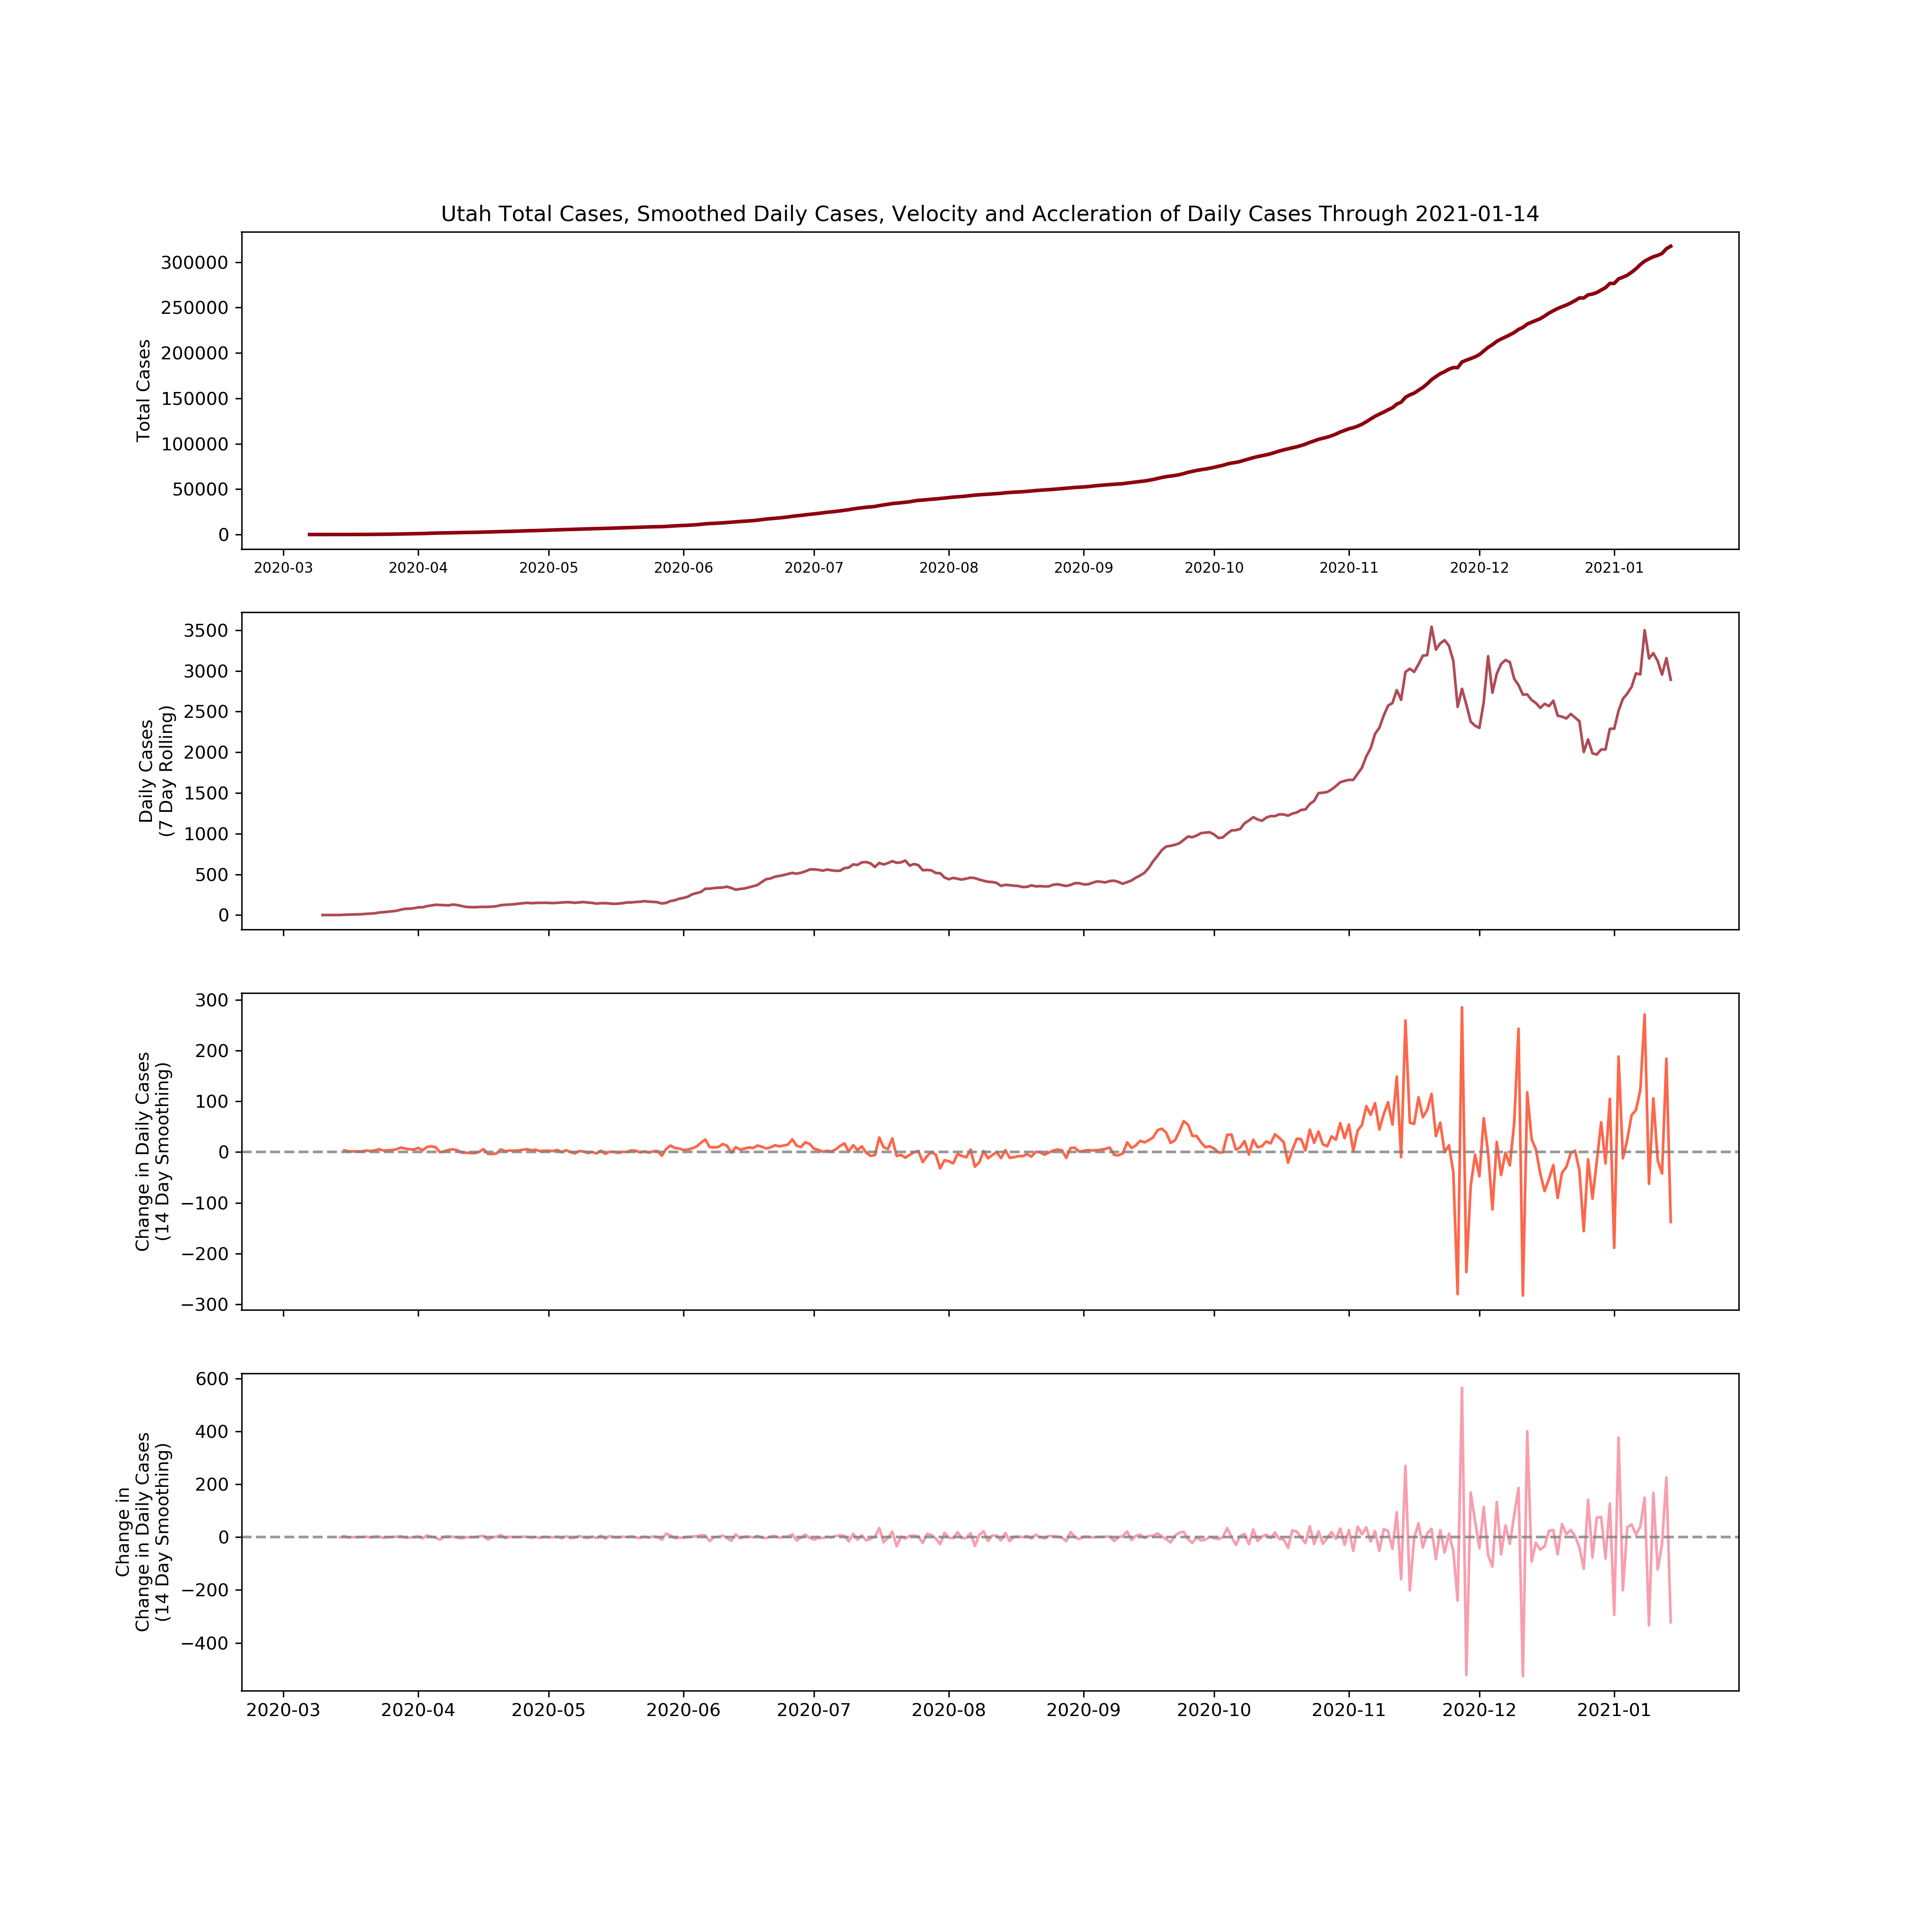 Utah Total Cases, Smoothed Daily Cases, Velocity and Accleration of Daily Cases Through 2021-01-14
Total Cases
300000
250000
200000
150000
100000
50000
0
2020-03 2020-04 2020-05 2020-06 2020-07 2020-08 2020-09 2020-10 2020-11 2020-12 2021-01
Daily Cases
(7 Day Rolling)
3500
3000
2500
2000
1500
1000
500
0
Change in Daily Cases
(14 Day Smoothing)
300
200
100
0
−100
−200
−300
Change in
Change in Daily Cases
(14 Day Smoothing)
600
400
200
0
−200
−400
2020-03 2020-04 2020-05 2020-06 2020-07 2020-08 2020-09 2020-10 2020-11 2020-12 2021-01